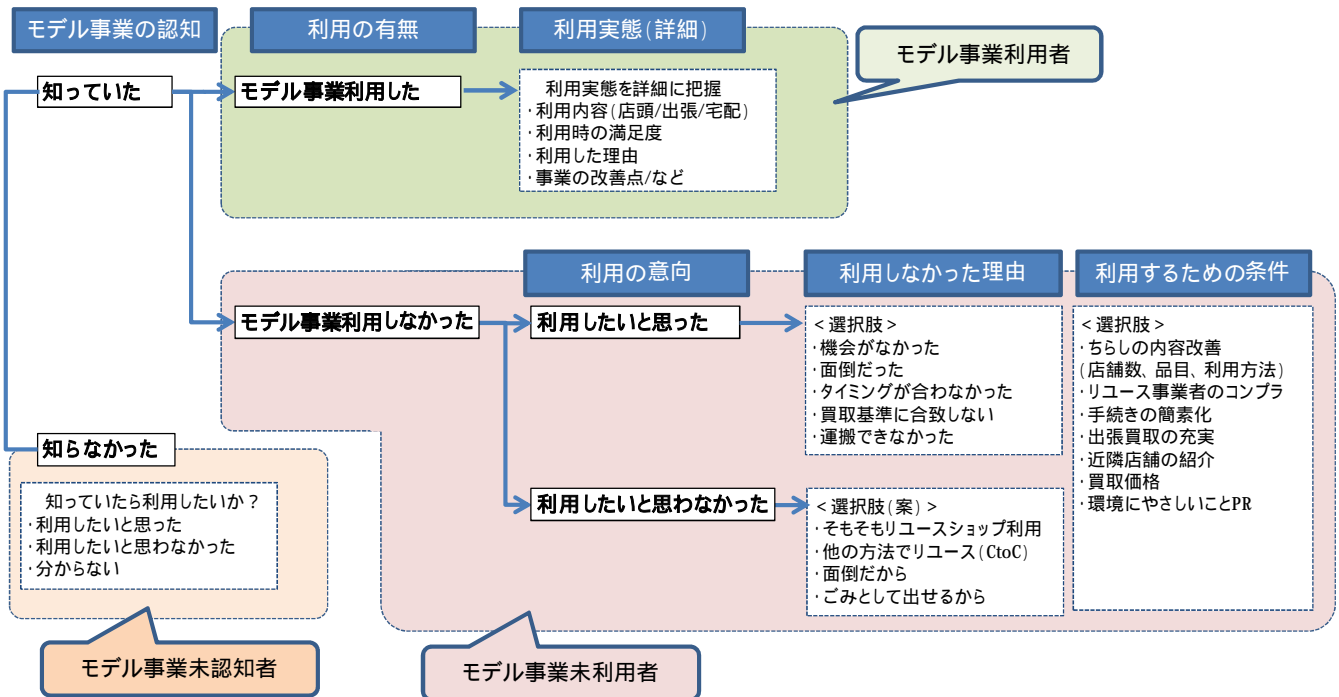 モデル事業の認知
利用の有無
利用実態(詳細)
モデル事業利用者
知っていた
モデル事業利用した
利用実態を詳細に把握
･利用内容(店頭/出張/宅配)
･利用時の満足度
･利用した理由
･事業の改善点/など
利用の意向
利用しなかった理由
利用するための条件
モデル事業利用しなかった
利用したいと思った
<選択肢>
･機会がなかった
･面倒だった
･タイミングが合わなかった
･買取基準に合致しない
･運搬できなかった
<選択肢>
･ちらしの内容改善
(店舗数、品目、利用方法)
･リユース事業者のコンプラ
･手続きの簡素化
･出張買取の充実
･近隣店舗の紹介
･買取価格
･環境にやさしいことPR
知らなかった
知っていたら利用したいか？
･利用したいと思った
･利用したいと思わなかった
･分からない
利用したいと思わなかった
<選択肢(案)>
･そもそもリユースショップ利用
･他の方法でリユース(CtoC)
･面倒だから
･ごみとして出せるから
モデル事業未認知者
モデル事業未利用者